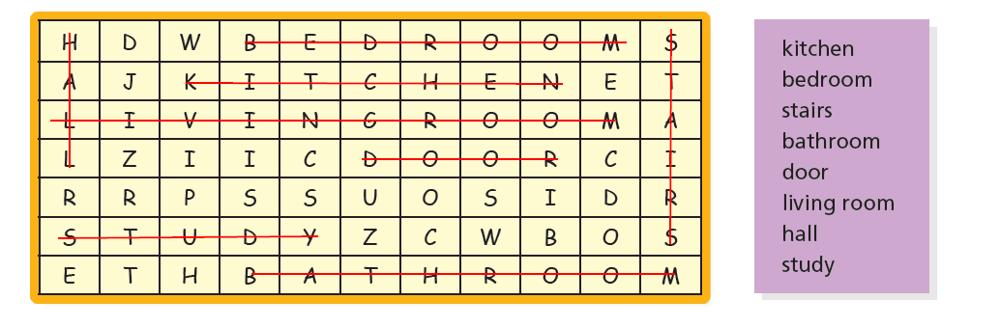 H D W B E D R O O M S
A J K I T C H E N E T
L I V I N G R O O M A
L Z I I C D O O R C I
R R P S S U O S I D R
S T U D Y Z C W B O S
E T H B A T H R O O M
kitchen
bedroom
stairs
bathroom
door
living room
hall
study